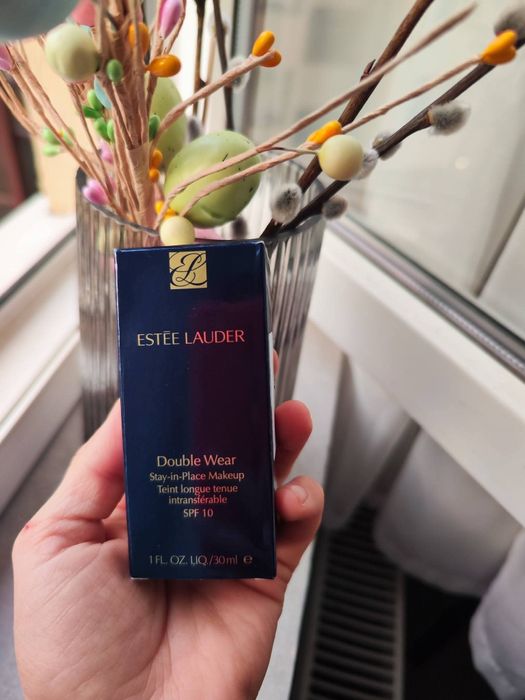 EL
ESTĒE LAUDER
Double Wear
Stay-in-Place Makeup
Teint longue tenue
intransférable
SPF 10
1 FL. OZ. LIQ./30ml e